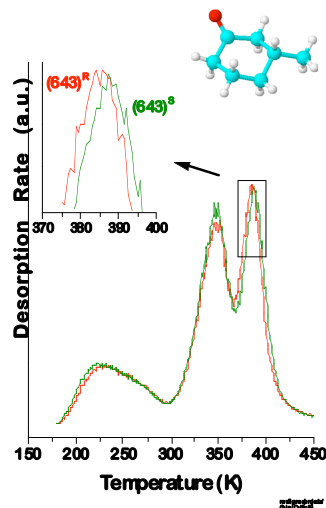 (643)R
(643)S
370 380 390 400
Desorption Rate (a.u.)
150 200 250 300 350 400 450
Temperature (K)